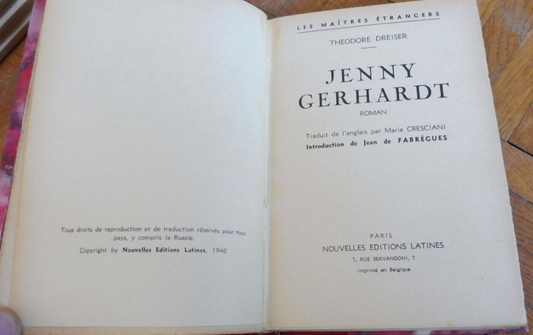 Tous droits de reproduction et de traduction réservés pour tous
pays, y compris la Russie.
Copyright by Nouvelles Editions Latines, 1946
LES MAÎTRES ÉTRANGERS
THEODORE DREISER
JENNY
GERHARDT
ROMAN
Traduit de l'anglais par Marie CRESCIANI
Introduction de Jean de FABRÈGUES
PARIS
NOUVELLES EDITIONS LATINES
7, RUE SERVANDONI, 7
Imprimé en Belgique